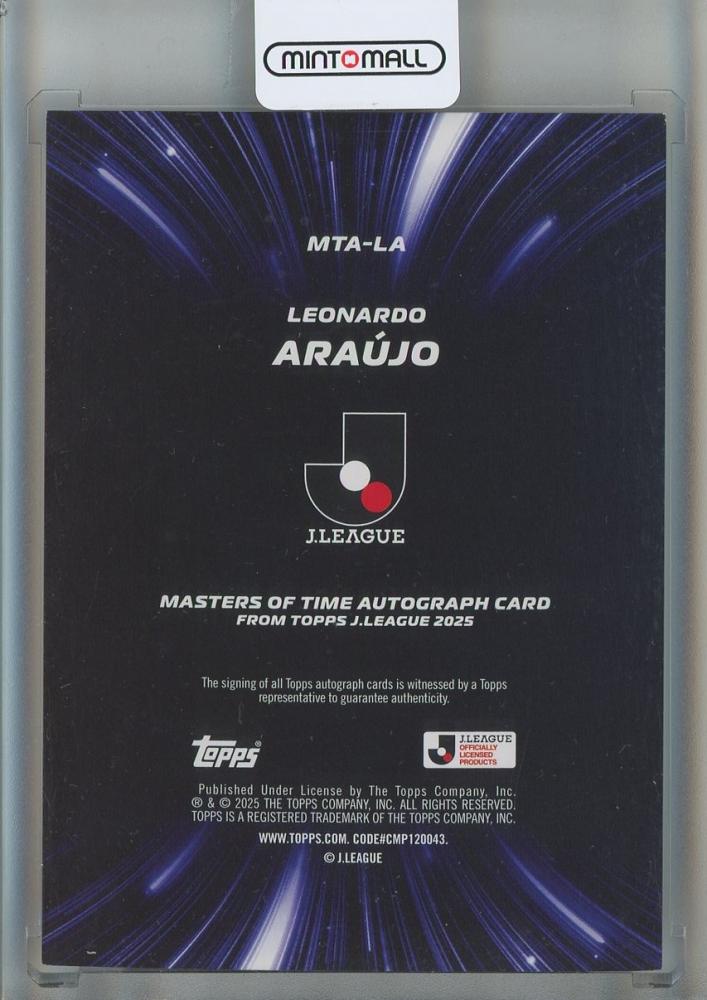 MINTOMALL
MTA-LA
LEONARDO
ARAÚJO
J.LEAGUE
MASTERS OF TIME AUTOGRAPH CARD
FROM TOPPS J.LEAGUE 2025
The signing of all Topps autograph cards is witnessed by a Topps
representative to guarantee authenticity.
Topps®
J.LEAGUE
OFFICIALLY
LICENSED
PRODUCTS
Published Under License by The Topps Company, Inc.
® & © 2025 THE TOPPS COMPANY, INC. ALL RIGHTS RESERVED.
TOPPS IS A REGISTERED TRADEMARK OF THE TOPPS COMPANY, INC.
WWW.TOPPS.COM. CODE#CMP120043.
© J.LEAGUE